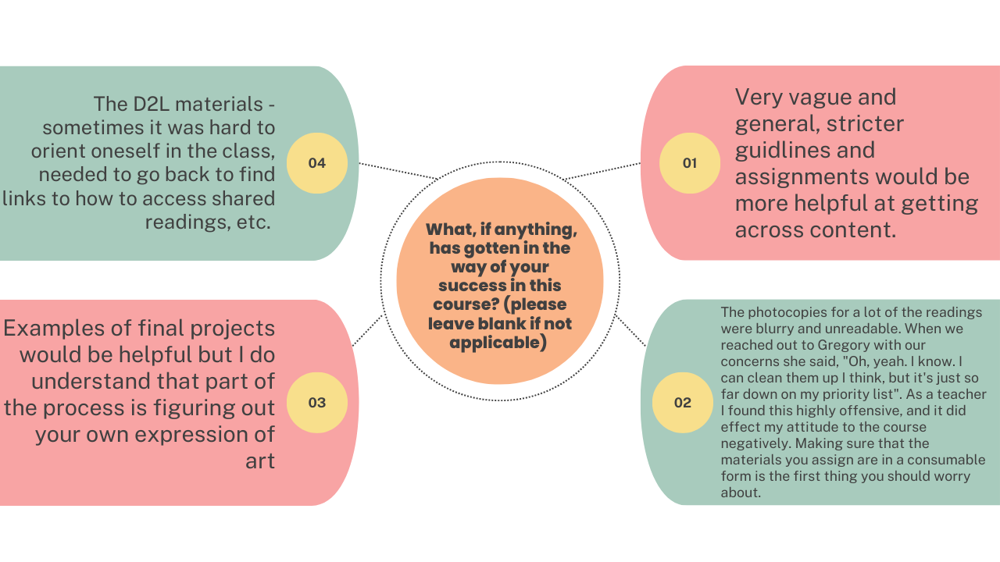 What, if anything,
has gotten in the
way of your
success in this
course? (please
leave blank if not
applicable)
01
Very vague and
general, stricter
guidlines and
assignments would be
more helpful at getting
across content.
02
The photocopies for a lot of the readings
were blurry and unreadable. When we
reached out to Gregory with our
concerns she said, "Oh, yeah. I know. I
can clean them up I think, but it's just so
far down on my priority list". As a teacher
I found this highly offensive, and it did
effect my attitude to the course
negatively. Making sure that the
materials you assign are in a consumable
form is the first thing you should worry
about.
03
Examples of final projects
would be helpful but I do
understand that part of
the process is figuring out
your own expression of
art
04
The D2L materials -
sometimes it was hard to
orient oneself in the class,
needed to go back to find
links to how to access shared
readings, etc.